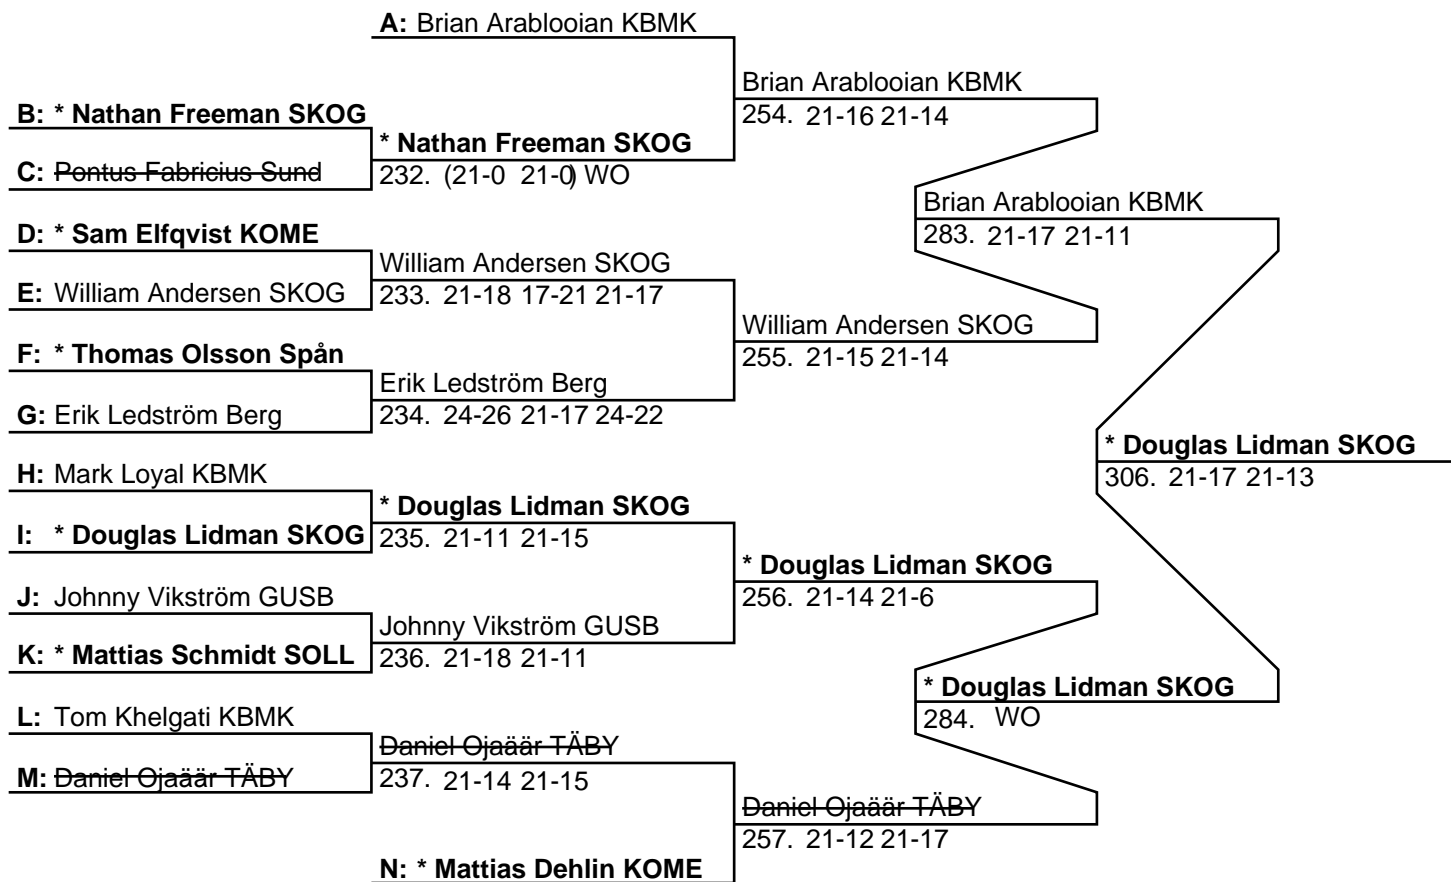 A: Brian Arablooian KBMK
Brian Arablooian KBMK
254. 21-16 21-14
B: * Nathan Freeman SKOG
* Nathan Freeman SKOG
C: Pontus Fabricius Sund
232. (21-0 21-0) WO
Brian Arablooian KBMK
283. 21-17 21-11
D: * Sam Elfqvist KOME
William Andersen SKOG
E: William Andersen SKOG
233. 21-18 17-21 21-17
William Andersen SKOG
255. 21-15 21-14
F: * Thomas Olsson Spån
Erik Ledström Berg
G: Erik Ledström Berg
234. 24-26 21-17 24-22
* Douglas Lidman SKOG
306. 21-17 21-13
H: Mark Loyal KBMK
* Douglas Lidman SKOG
I: * Douglas Lidman SKOG
235. 21-11 21-15
* Douglas Lidman SKOG
256. 21-14 21-6
J: Johnny Vikström GUSB
Johnny Vikström GUSB
K: * Mattias Schmidt SOLL
236. 21-18 21-11
* Douglas Lidman SKOG
284. WO
L: Tom Khelgati KBMK
Daniel Ojaäär TÄBY
M: Daniel Ojaäär TÄBY
237. 21-14 21-15
Daniel Ojaäär TÄBY
257. 21-12 21-17
N: * Mattias Dehlin KOME